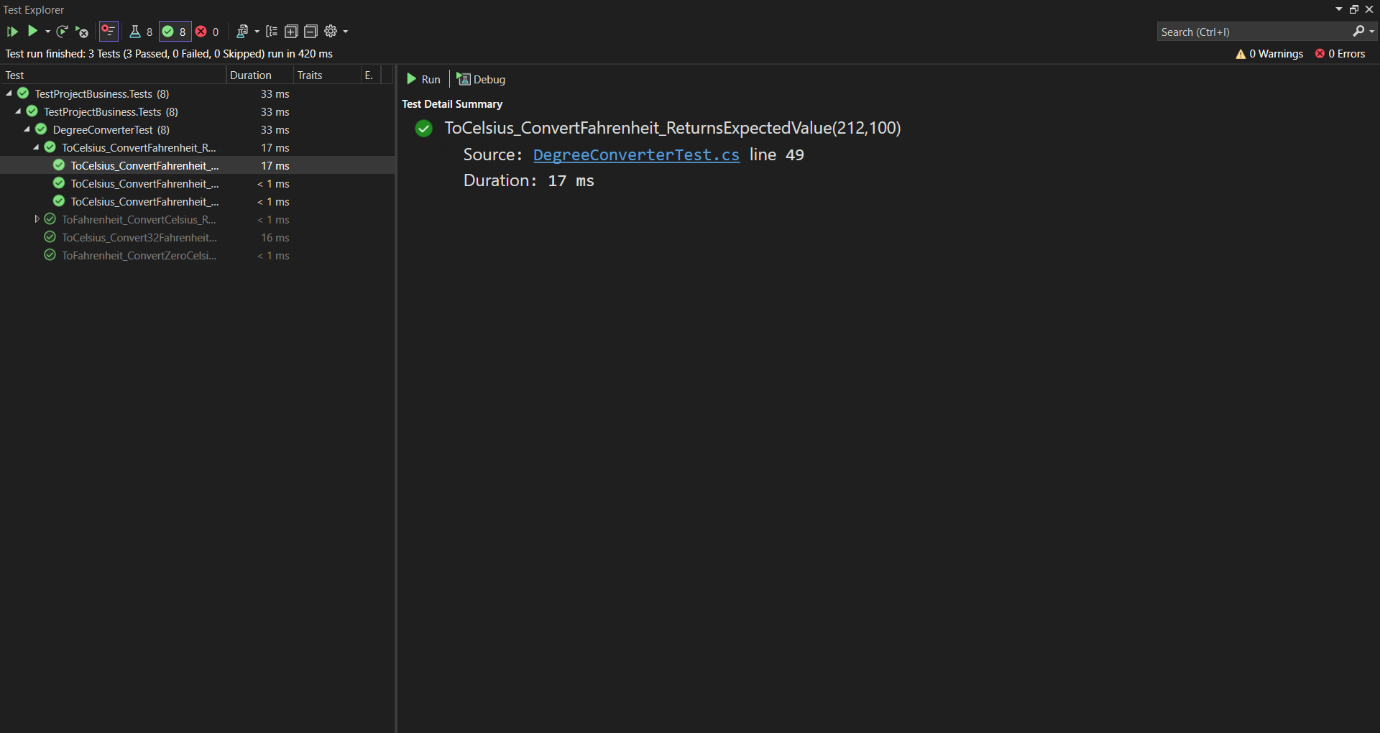 Test Explorer
8 8 0
Search (Ctrl+I)
Test run finished: 3 Tests (3 Passed, 0 Failed, 0 Skipped) run in 420 ms
0 Warnings 0 Errors
Test Duration Traits E.
TestProjectBusiness.Tests (8) 33 ms
TestProjectBusiness.Tests (8) 33 ms
DegreeConverterTest (8) 33 ms
ToCelsius_ConvertFahrenheit_R... 17 ms
ToCelsius_ConvertFahrenheit_... 17 ms
ToCelsius_ConvertFahrenheit_... < 1 ms
ToCelsius_ConvertFahrenheit_... < 1 ms
ToFahrenheit_ConvertCelsius_R... < 1 ms
ToCelsius_Convert32Fahrenheit... 16 ms
ToFahrenheit_ConvertZeroCelsi... < 1 ms
Run Debug
Test Detail Summary
ToCelsius_ConvertFahrenheit_ReturnsExpectedValue(212,100)
Source: DegreeConverterTest.cs line 49
Duration: 17 ms